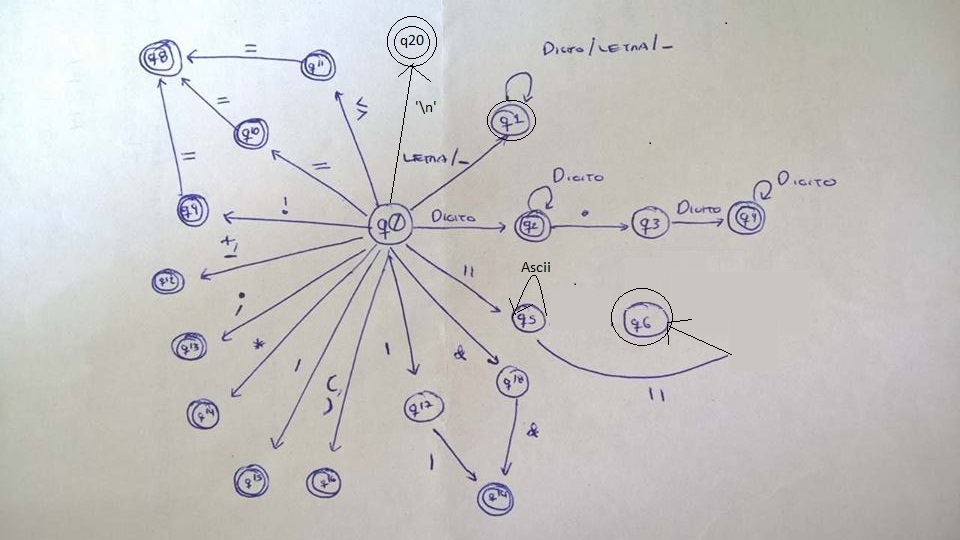 q20
Digito/Letra/_
=
q8
q11
'\n'
<
>
=
q10
q1
Letra/_
=
=
Digito
Digito
q9
!
q0
Digito
q2
.
q3
Digito
q4
+,
-
"
Ascii
q12
;
q5
q6
q13
*
/
|
&
(,
)
q18
"
q14
q17
&
|
q15
q16
q19